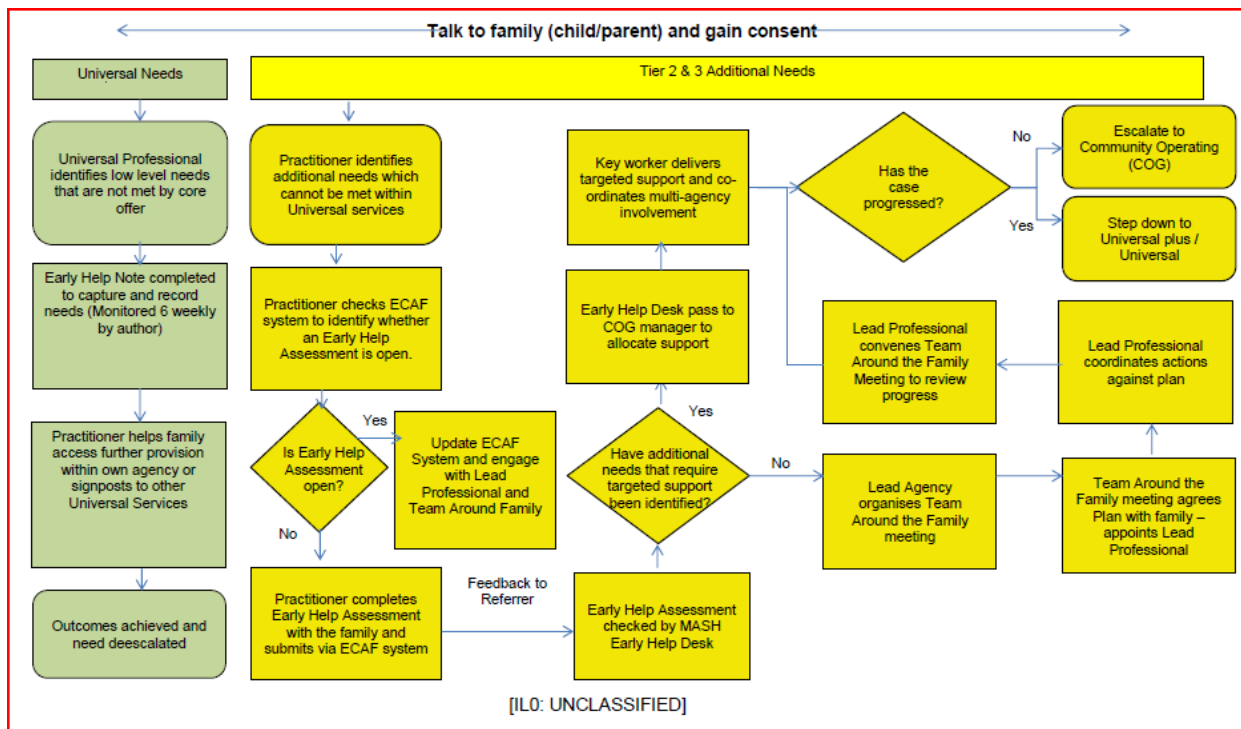 Talk to family (child/parent) and gain consent
Universal Needs
Tier 2 & 3 Additional Needs
Universal Professional
identifies low level needs
that are not met by core
offer
Early Help Note completed
to capture and record
needs (Monitored 6 weekly
by author)
Practitioner helps family
access further provision
within own agency or
signposts to other
Universal Services
Outcomes achieved and
need deescalated
Practitioner identifies
additional needs which
cannot be met within
Universal services
Practitioner checks ECAF
system to identify whether
an Early Help
Assessment is open.
Is Early Help
Assessment
open?
Yes
Update ECAF
System and engage
with Lead
Professional and
Team Around Family
No
Practitioner completes
Early Help Assessment
with the family and
submits via ECAF system
Feedback to
Referrer
Early Help Assessment
checked by MASH
Early Help Desk
Have additional
needs that require
targeted support
been identified?
Yes
Early Help Desk pass to
COG manager to
allocate support
Key worker delivers
targeted support and co-
ordinates multi-agency
involvement
No
Lead Agency
organises Team
Around the Family
meeting
Team Around the
Family meeting agrees
Plan with family –
appoints Lead
Professional
Lead Professional
coordinates actions
against plan
Lead Professional
convenes Team
Around the Family
Meeting to review
progress
Has the
case
progressed?
No
Escalate to
Community Operating
(COG)
Yes
Step down to
Universal plus /
Universal
[IL0: UNCLASSIFIED]